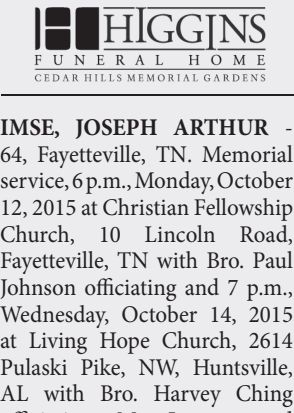 HIGGINS
FUNERAL HOME
CEDAR HILLS MEMORIAL GARDENS
IMSE, JOSEPH ARTHUR -
64, Fayetteville, TN. Memorial
service, 6 p.m., Monday, October
12, 2015 at Christian Fellowship
Church, 10 Lincoln Road,
Fayetteville, TN with Bro. Paul
Johnson officiating and 7 p.m.,
Wednesday, October 14, 2015
at Living Hope Church, 2614
Pulaski Pike, NW, Huntsville,
AL with Bro. Harvey Ching